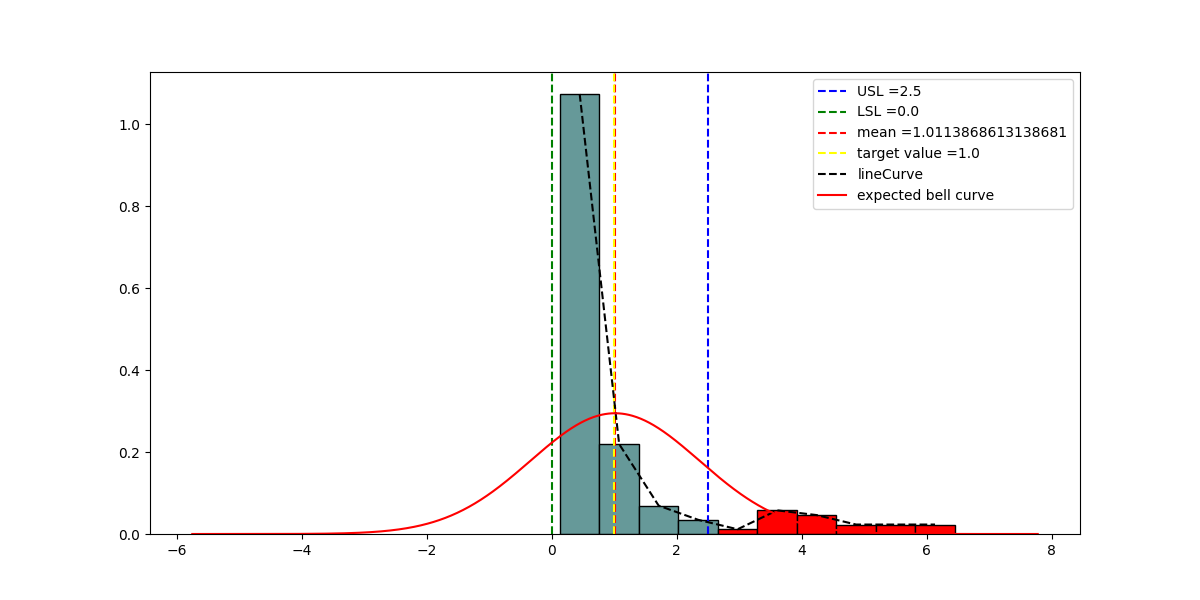 USL =2.5
LSL =0.0
mean =1.0113868613138681
target value =1.0
lineCurve
expected bell curve
1.0
0.8
0.6
0.4
0.2
0.0
−6 −4 −2 0 2 4 6 8